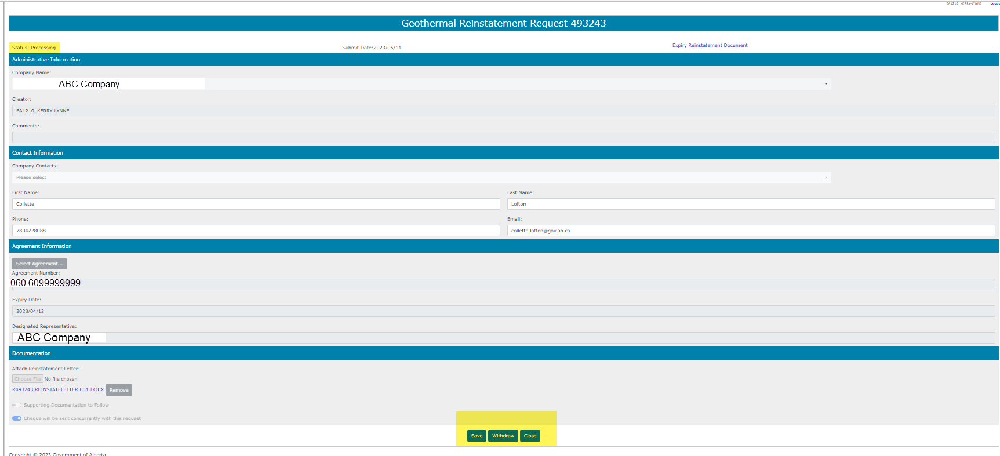 EA1210_KERRY-LYNNE Logou
Geothermal Reinstatement Request 493243
Status: Processing Submit Date:2023/05/11 Expiry Reinstatement Document
Administrative Information
Company Name:
ABC Company
Creator:
EA1210_KERRY-LYNNE
Comments:
Contact Information
Company Contacts:
Please select
First Name: Last Name:
Collette Lofton
Phone: Email:
7804228088 collette.lofton@gov.ab.ca
Agreement Information
Select Agreement...
Agreement Number:
060 6099999999
Expiry Date:
2028/04/12
Designated Representative:
ABC Company
Documentation
Attach Reinstatement Letter:
Choose File No file chosen
R493243.REINSTATELETTER.001.DOCX Remove
Supporting Documentation to Follow
Cheque will be sent concurrently with this request
Save Withdraw Close
Copyright © 2023 Government of Alberta